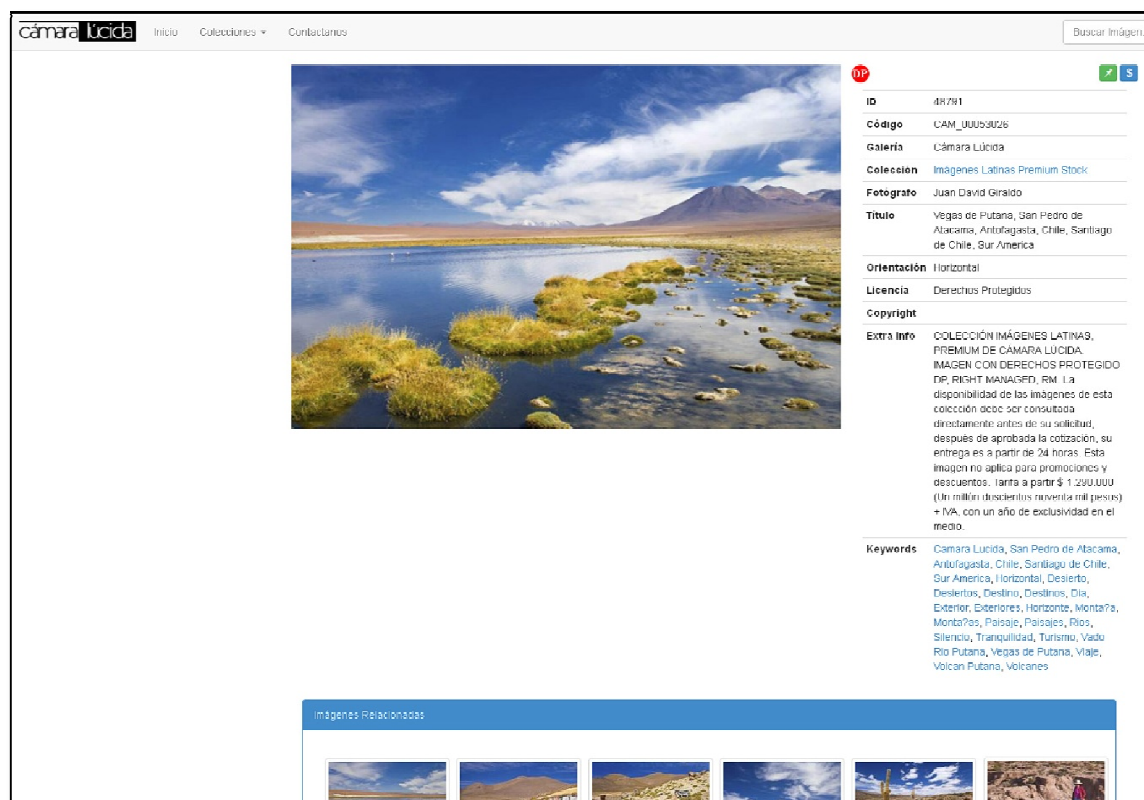 cámara lúcida Inicio Colecciones Contactanos Buscar Imágen.
DP $
ID 48791
Código CAM_00053026
Galería Cámara Lúcida
Colección Imágenes Latinas Premium Stock
Fotógrafo Juan David Giraldo
Título Vegas de Putana, San Pedro de
Atacama, Antofagasta, Chile, Santiago
de Chile, Sur America
Orientación Horizontal
Licencia Derechos Protegidos
Copyright
Extra Info COLECCIÓN IMÁGENES LATINAS,
PREMIUM DE CÁMARA LÚCIDA.
IMAGEN CON DERECHOS PROTEGIDO
DP, RIGHT MANAGED, RM. La
disponibilidad de las imágenes de esta
colección debe ser consultada
directamente antes de su solicitud,
después de aprobada la cotización, su
entrega es a partir de 24 horas. Esta
imagen no aplica para promociones y
descuentos. Tarifa a partir $ 1.290.000
(Un millón doscientos noventa mil pesos)
+ IVA, con un año de exclusividad en el
medio.
Keywords Camara Lucida, San Pedro de Atacama,
Antofagasta, Chile, Santiago de Chile,
Sur America, Horizontal, Desierto,
Desiertos, Destino, Destinos, Dia,
Exterior, Exteriores, Horizonte, Monta?a,
Monta?as, Paisaje, Paisajes, Rios,
Silencio, Tranquilidad, Turismo, Vado
Rio Putana, Vegas de Putana, Viaje,
Volcan Putana, Volcanes
Imágenes Relacionadas